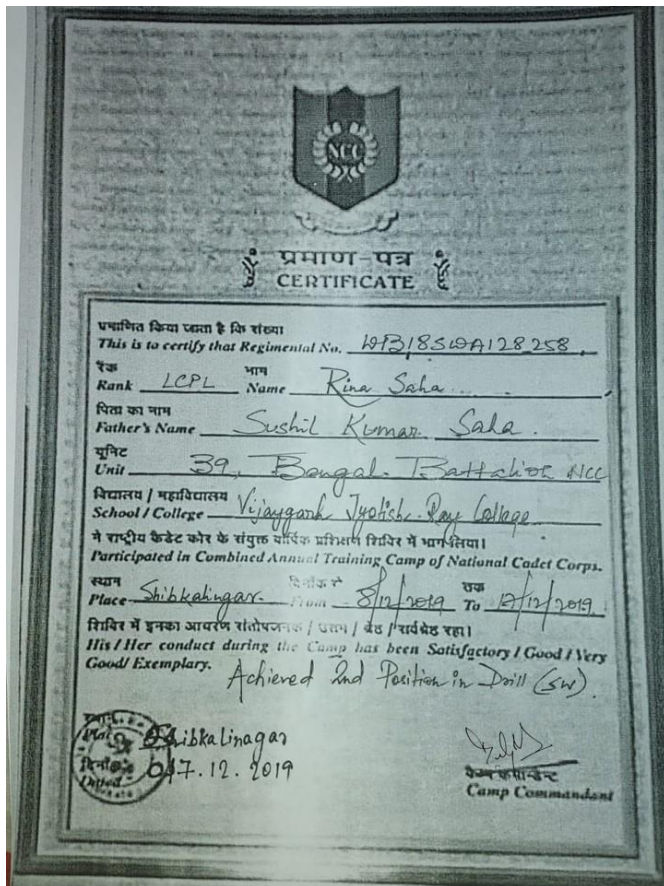 NCC
प्रमाण-पत्र
CERTIFICATE
प्रमाणित किया जाता है कि संख्या
This is to certify that Regimental No. WB18SWA128258
रैंक नाम
Rank LCPL Name Rina Saha
पिता का नाम
Father's Name Sushil Kumar Saha
यूनिट
Unit 39, Bengal Battalion NCC
विद्यालय / महाविद्यालय
School / College Vijaygarh Jyotish Ray College
ने राष्ट्रीय कैडेट कोर के संयुक्त वार्षिक प्रशिक्षण शिविर में भाग लिया।
Participated in Combined Annual Training Camp of National Cadet Corps.
स्थान दिनाँक से तक
Place Shibkalinagar From 8/12/2019 To 17/12/2019
शिविर में इनका आचरण संतोषजनक / उत्तम / श्रेष्ठ / सर्वश्रेष्ठ रहा।
His / Her conduct during the Camp has been Satisfactory / Good / Very
Good / Exemplary.
Achieved 2nd Position in Drill (SW)
Shibkalinagar
दिनाँक
Dated 17.12.2019
कैम्प कमान्डेन्ट
Camp Commandant